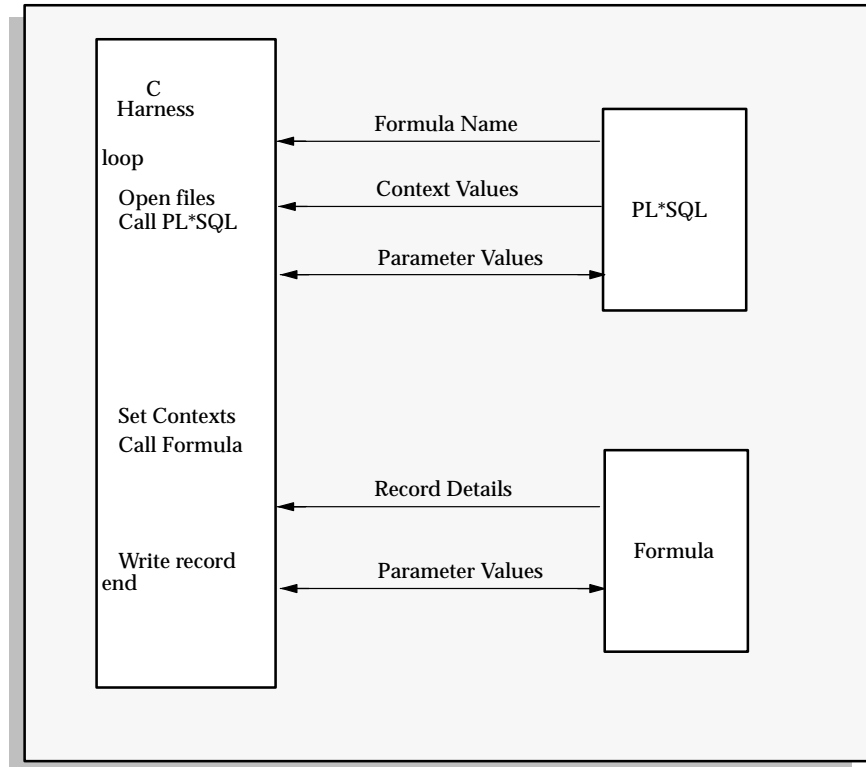 C
Harness
loop
Open files
Call PL*SQL
Set Contexts
Call Formula
Write record
end
Formula Name
Context Values
Parameter Values
PL*SQL
Record Details
Parameter Values
Formula